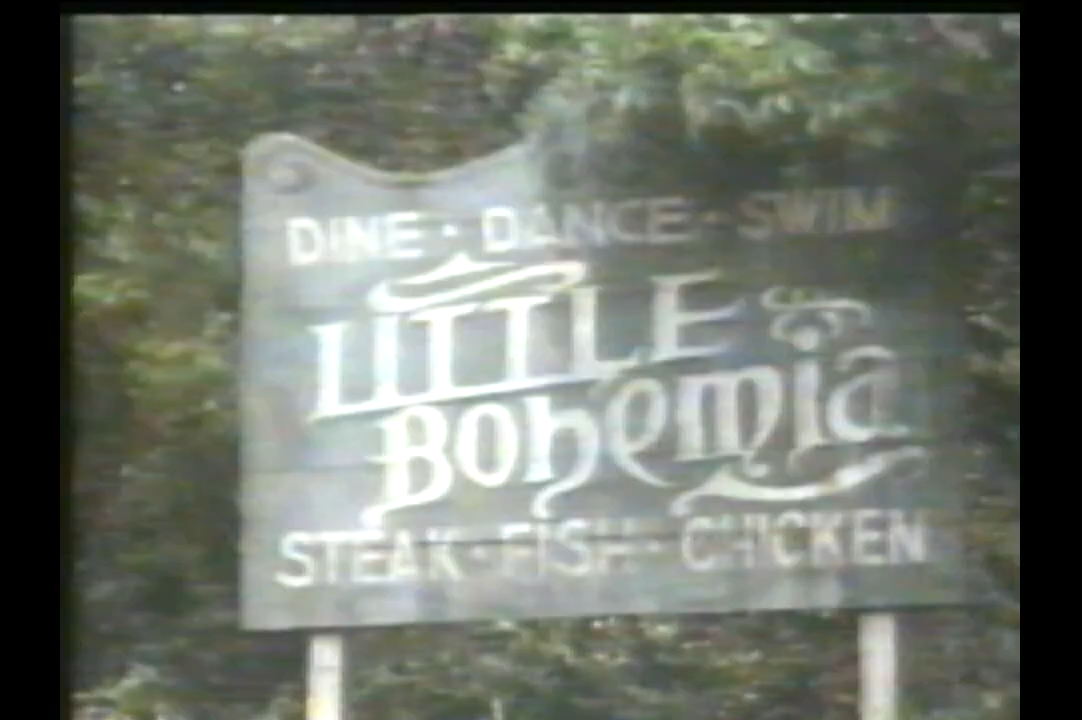 DINE · DANCE · SWIM
LITTLE
BOhEmia
STEAK · FISH · CHICKEN